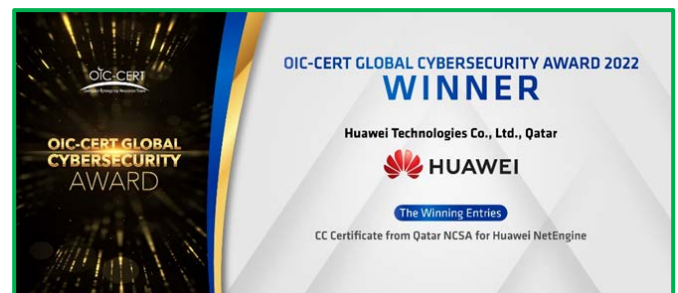 OIC-CERT
OIC-CERT GLOBAL
CYBERSECURITY
AWARD
OIC-CERT GLOBAL CYBERSECURITY AWARD 2022
WINNER
Huawei Technologies Co., Ltd., Qatar
HUAWEI
The Winning Entries
CC Certificate from Qatar NCSA for Huawei NetEngine